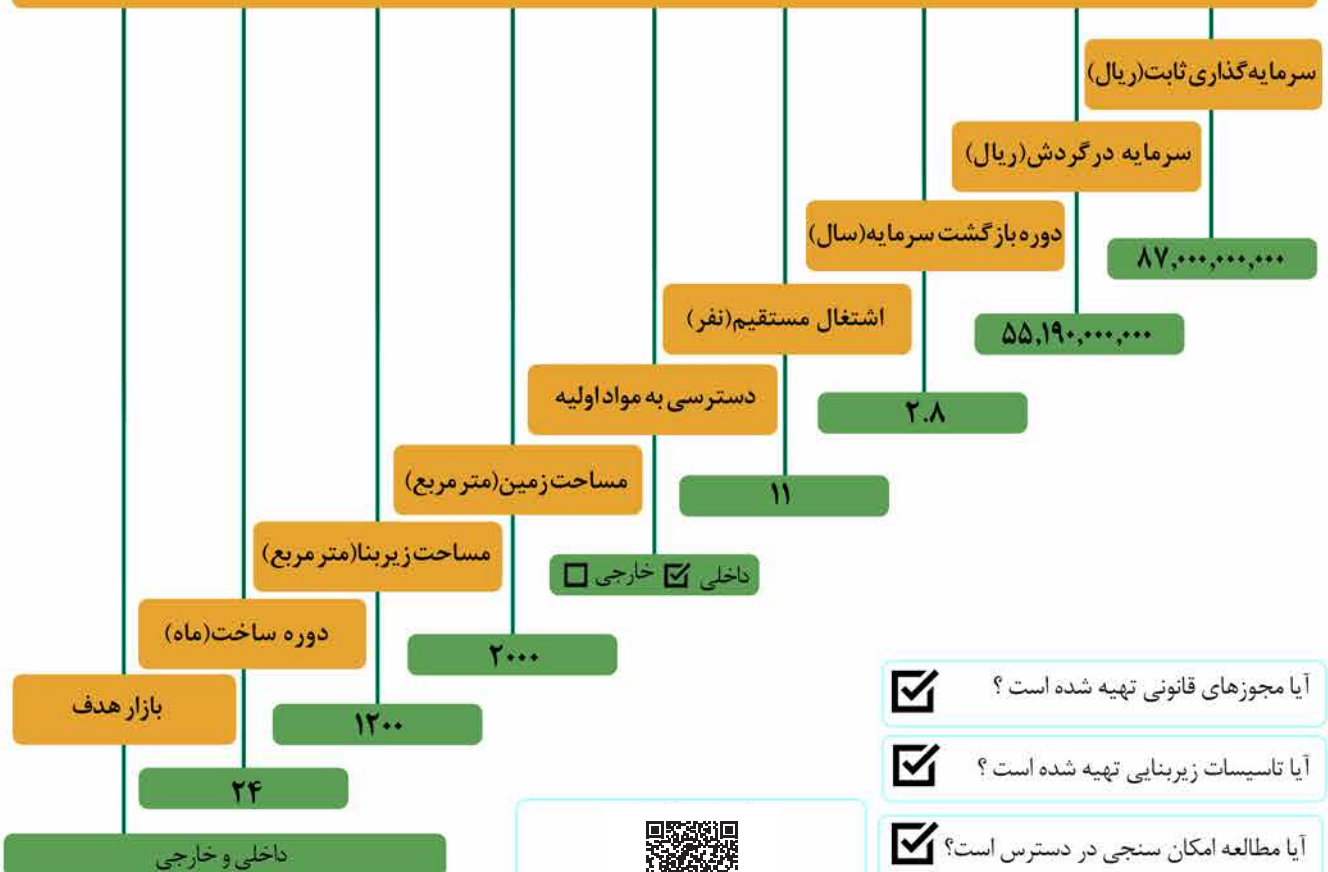 سرمایه‌گذاری ثابت(ریال)
۸۷,۰۰۰,۰۰۰,۰۰۰
سرمایه در گردش(ریال)
۵۵,۱۹۰,۰۰۰,۰۰۰
دوره بازگشت سرمایه(سال)
۲.۸
اشتغال مستقیم(نفر)
۱۱
دسترسی به مواد اولیه
داخلی ☑ خارجی ☐
مساحت زمین(متر مربع)
۲۰۰۰
مساحت زیربنا(متر مربع)
۱۲۰۰
دوره ساخت(ماه)
۲۴
بازار هدف
داخلی و خارجی
آیا مجوزهای قانونی تهیه شده است ؟ ☑
آیا تاسیسات زیربنایی تهیه شده است ؟ ☑
آیا مطالعه امکان سنجی در دسترس است؟ ☑